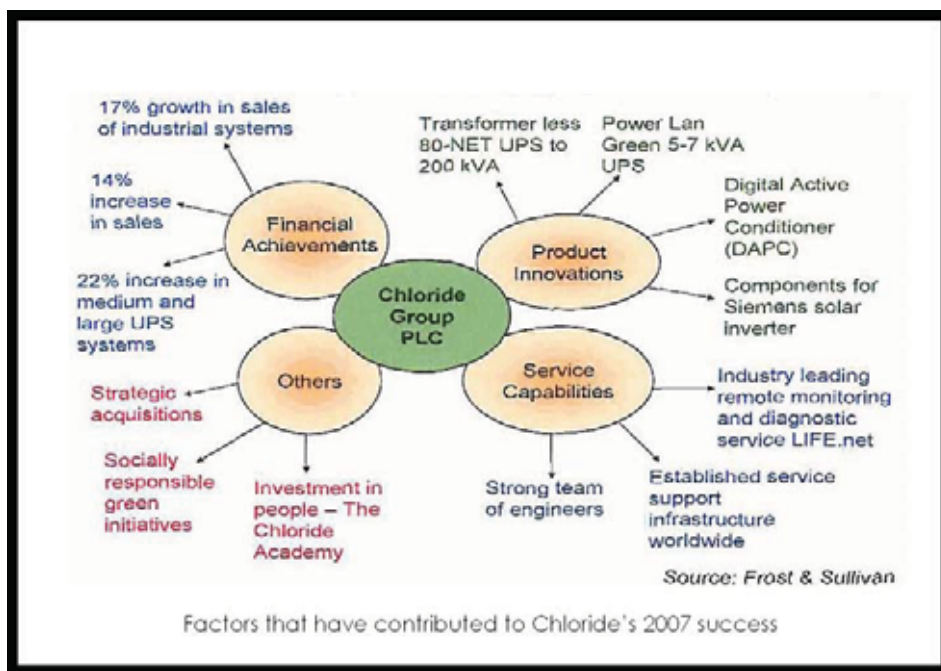 17% growth in sales
of industrial systems
14%
increase
in sales
22% increase in
medium and
large UPS
systems
Financial
Achievements
Transformer less
80-NET UPS to
200 kVA
Power Lan
Green 5-7 kVA
UPS
Digital Active
Power
Conditioner
(DAPC)
Components for
Siemens solar
inverter
Product
Innovations
Chloride
Group
PLC
Others
Strategic
acquisitions
Socially
responsible
green
initiatives
Investment in
people – The
Chloride
Academy
Service
Capabilities
Industry leading
remote monitoring
and diagnostic
service LIFE.net
Strong team
of engineers
Established service
support
infrastructure
worldwide
Source: Frost & Sullivan
Factors that have contributed to Chloride's 2007 success